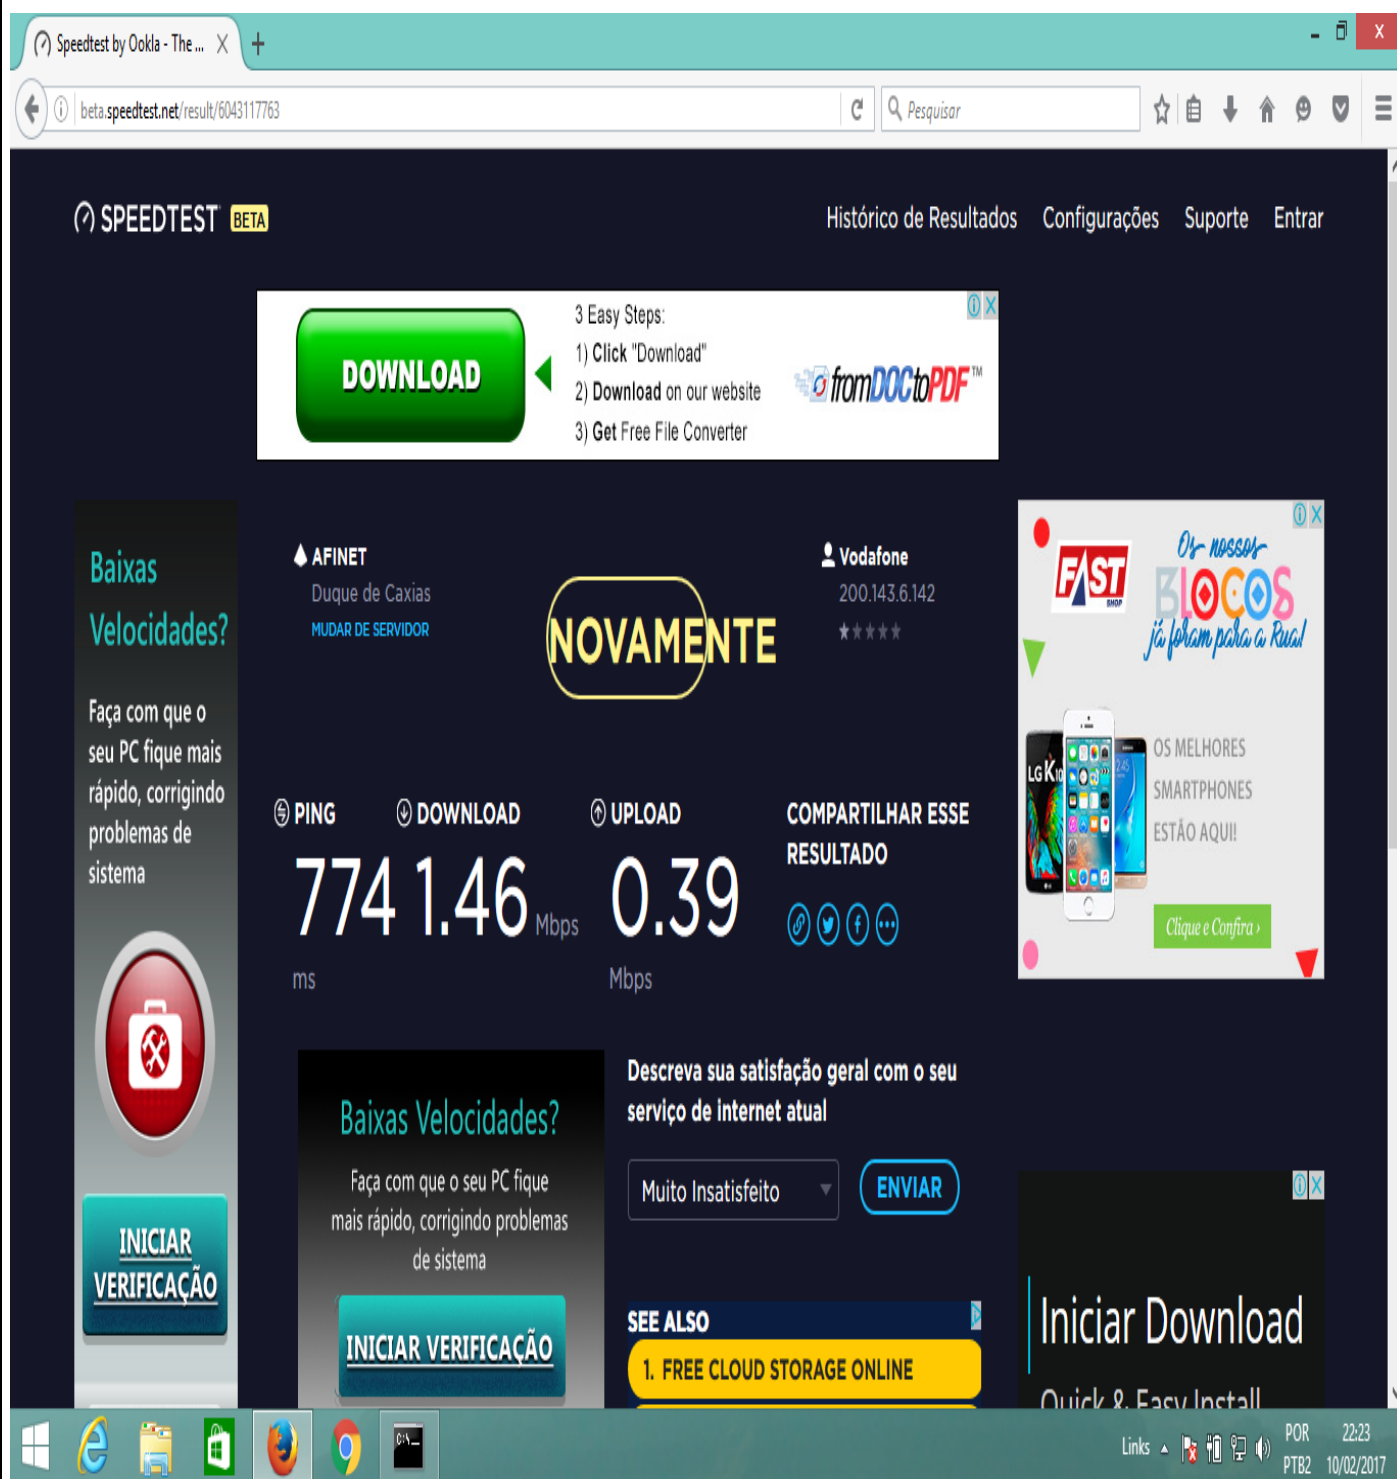 Speedtest by Ookla - The ...
beta.speedtest.net/result/6043117763
Pesquisar
SPEEDTEST BETA
Histórico de Resultados Configurações Suporte Entrar
DOWNLOAD
3 Easy Steps:
1) Click "Download"
2) Download on our website
3) Get Free File Converter
fromDOCtoPDF™
Baixas
Velocidades?
Faça com que o
seu PC fique mais
rápido, corrigindo
problemas de
sistema
INICIAR
VERIFICAÇÃO
AFINET
Duque de Caxias
MUDAR DE SERVIDOR
NOVAMENTE
Vodafone
200.143.6.142
PING
774
ms
DOWNLOAD
1.46 Mbps
UPLOAD
0.39
Mbps
COMPARTILHAR ESSE
RESULTADO
FAST
SHOP
Os nossos
BLOCOS
já foram para a Rua!
LG K10
OS MELHORES
SMARTPHONES
ESTÃO AQUI!
Clique e Confira ›
Baixas Velocidades?
Faça com que o seu PC fique
mais rápido, corrigindo problemas
de sistema
INICIAR VERIFICAÇÃO
Descreva sua satisfação geral com o seu
serviço de internet atual
Muito Insatisfeito
ENVIAR
SEE ALSO
1. FREE CLOUD STORAGE ONLINE
Iniciar Download
Quick & Easy Install
Links
POR
PTB2
22:23
10/02/2017